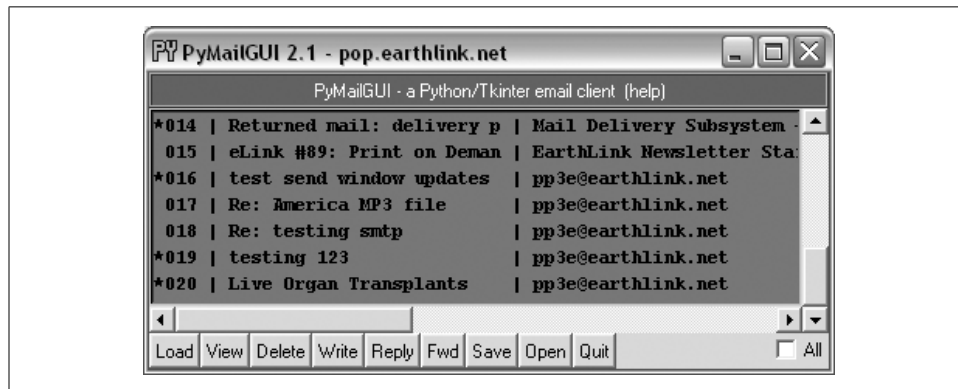 PY PyMailGUI 2.1 - pop.earthlink.net
PyMailGUI - a Python/Tkinter email client (help)
*014 | Returned mail: delivery p | Mail Delivery Subsystem -
015 | eLink #89: Print on Deman | EarthLink Newsletter Sta
*016 | test send window updates | pp3e@earthlink.net
017 | Re: America MP3 file | pp3e@earthlink.net
018 | Re: testing smtp | pp3e@earthlink.net
*019 | testing 123 | pp3e@earthlink.net
*020 | Live Organ Transplants | pp3e@earthlink.net
Load View Delete Write Reply Fwd Save Open Quit All